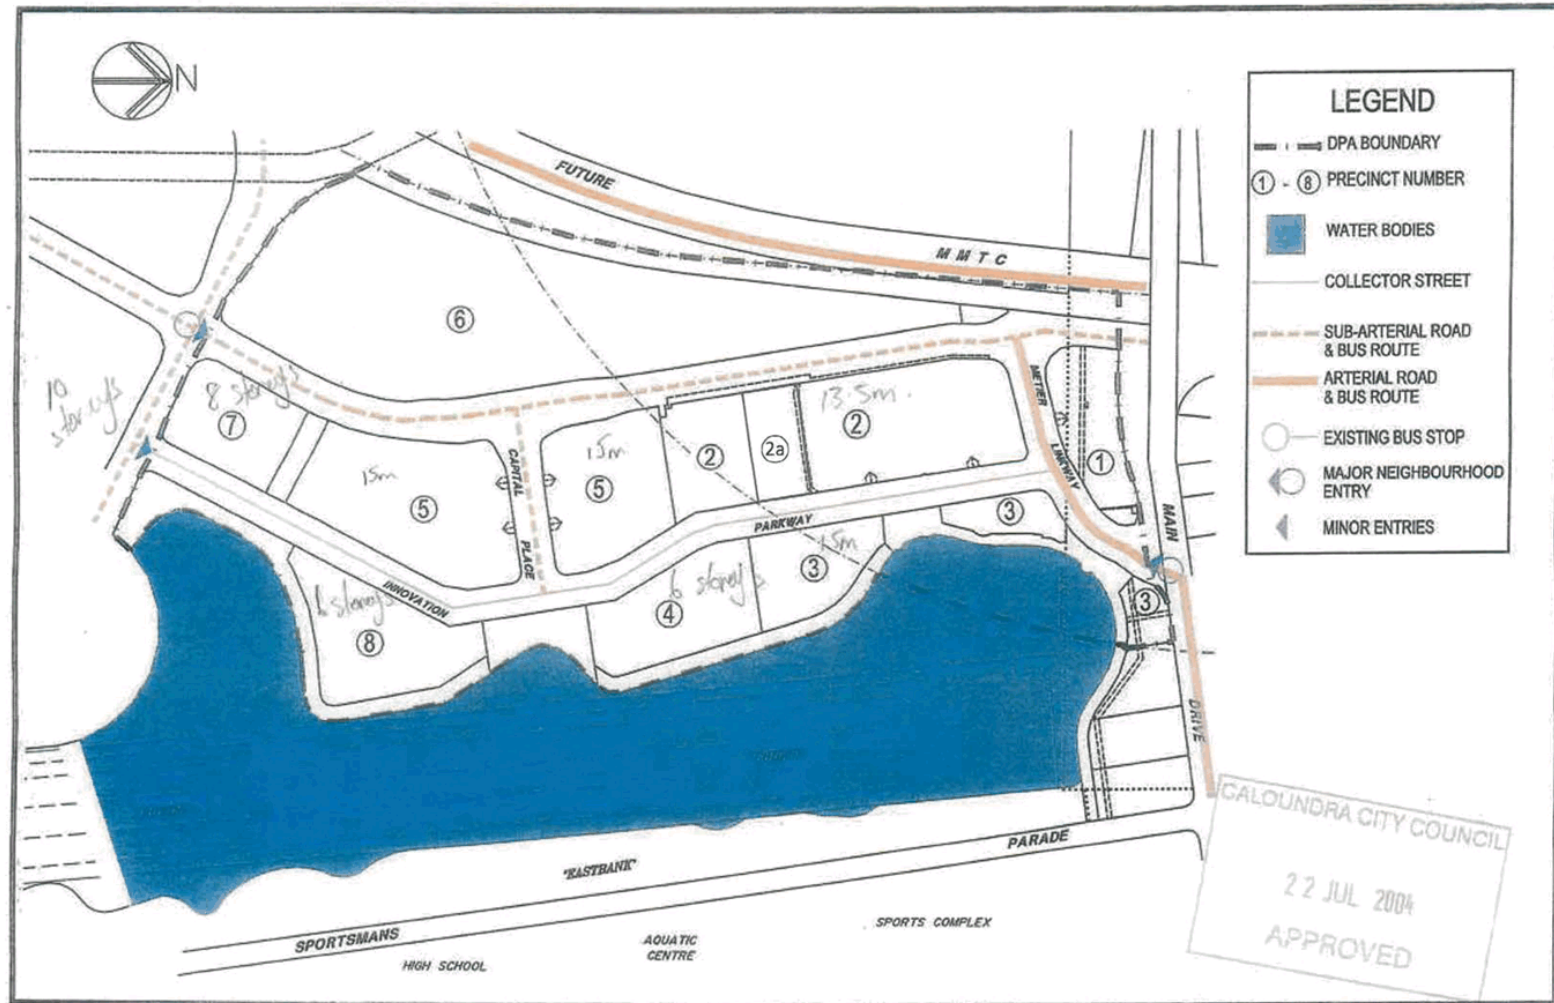 N
LEGEND
DPA BOUNDARY
① - ⑧ PRECINCT NUMBER
WATER BODIES
COLLECTOR STREET
SUB-ARTERIAL ROAD
& BUS ROUTE
ARTERIAL ROAD
& BUS ROUTE
EXISTING BUS STOP
MAJOR NEIGHBOURHOOD
ENTRY
MINOR ENTRIES
FUTURE
MMTC
⑥
10
storeys
8 storeys
⑦
15m
⑤
CAPITAL
PLACE
15m
⑤
②
2a
13.5m.
②
METIER
LINKWAY
①
MAIN
DRIVE
PARKWAY
③
15m
③
6 storeys
④
③
INNOVATION
6 storeys
⑧
'EASTBANK'
SPORTSMANS
PARADE
HIGH SCHOOL
AQUATIC
CENTRE
SPORTS COMPLEX
CALOUNDRA CITY COUNCIL
22 JUL 2004
APPROVED